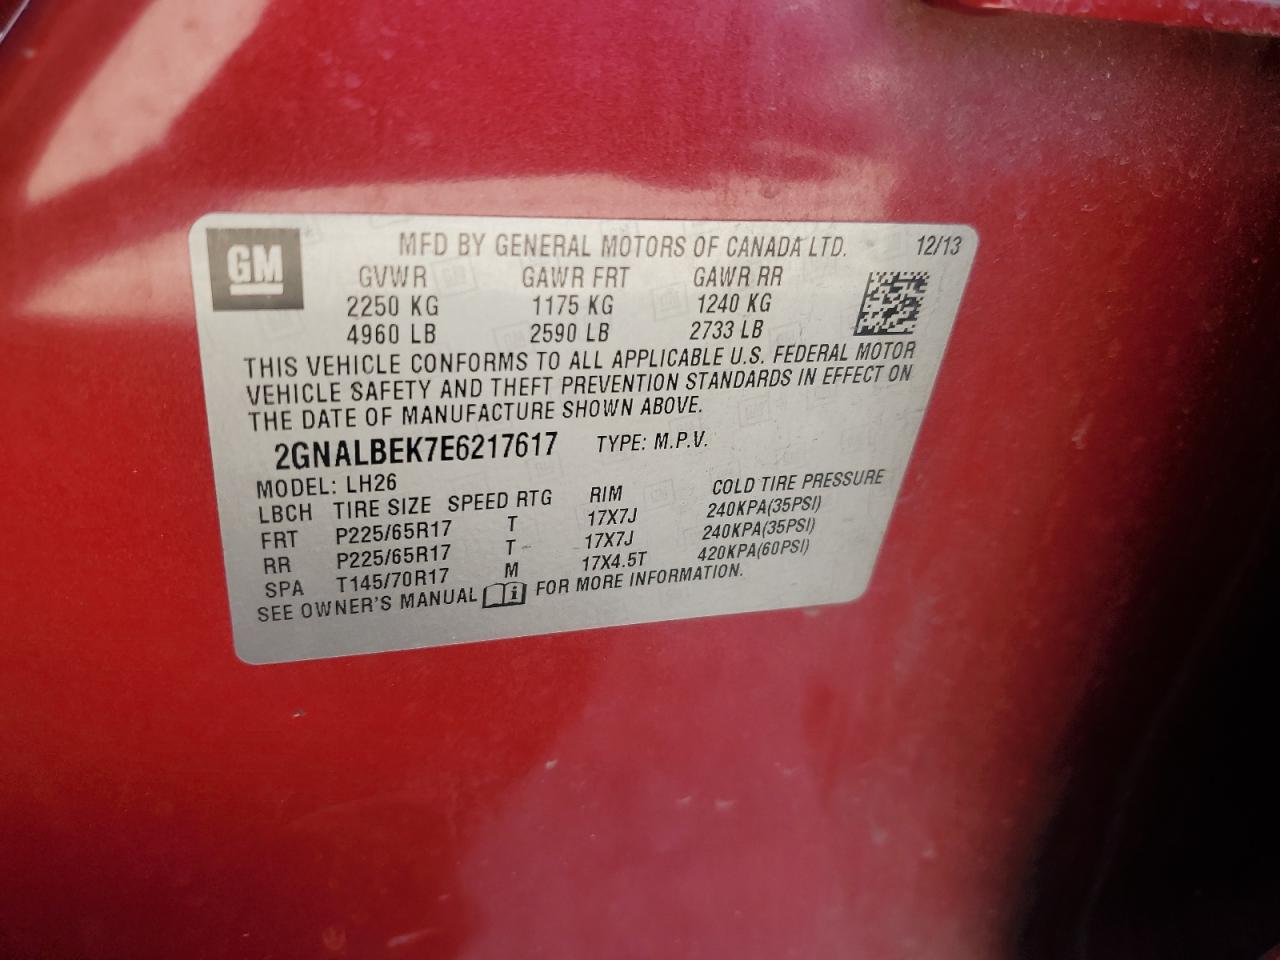 GM
MFD BY GENERAL MOTORS OF CANADA LTD. 12/13
GVWR GAWR FRT GAWR RR
2250 KG 1175 KG 1240 KG
4960 LB 2590 LB 2733 LB
THIS VEHICLE CONFORMS TO ALL APPLICABLE U.S. FEDERAL MOTOR
VEHICLE SAFETY AND THEFT PREVENTION STANDARDS IN EFFECT ON
THE DATE OF MANUFACTURE SHOWN ABOVE.
2GNALBEK7E6217617 TYPE: M.P.V.
MODEL: LH26
LBCH TIRE SIZE SPEED RTG RIM COLD TIRE PRESSURE
FRT P225/65R17 T 17X7J 240KPA(35PSI)
RR P225/65R17 T 17X7J 240KPA(35PSI)
SPA T145/70R17 M 17X4.5T 420KPA(60PSI)
SEE OWNER'S MANUAL i FOR MORE INFORMATION.